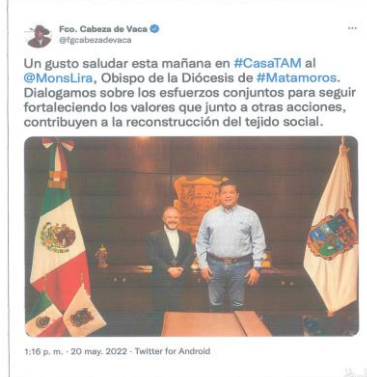 Fco. Cabeza de Vaca
@fgcabezadevaca
Un gusto saludar esta mañana en #CasaTAM al
@MonsLira, Obispo de la Diócesis de #Matamoros.
Dialogamos sobre los esfuerzos conjuntos para seguir
fortaleciendo los valores que junto a otras acciones,
contribuyen a la reconstrucción del tejido social.
1:16 p. m. · 20 may. 2022 · Twitter for Android